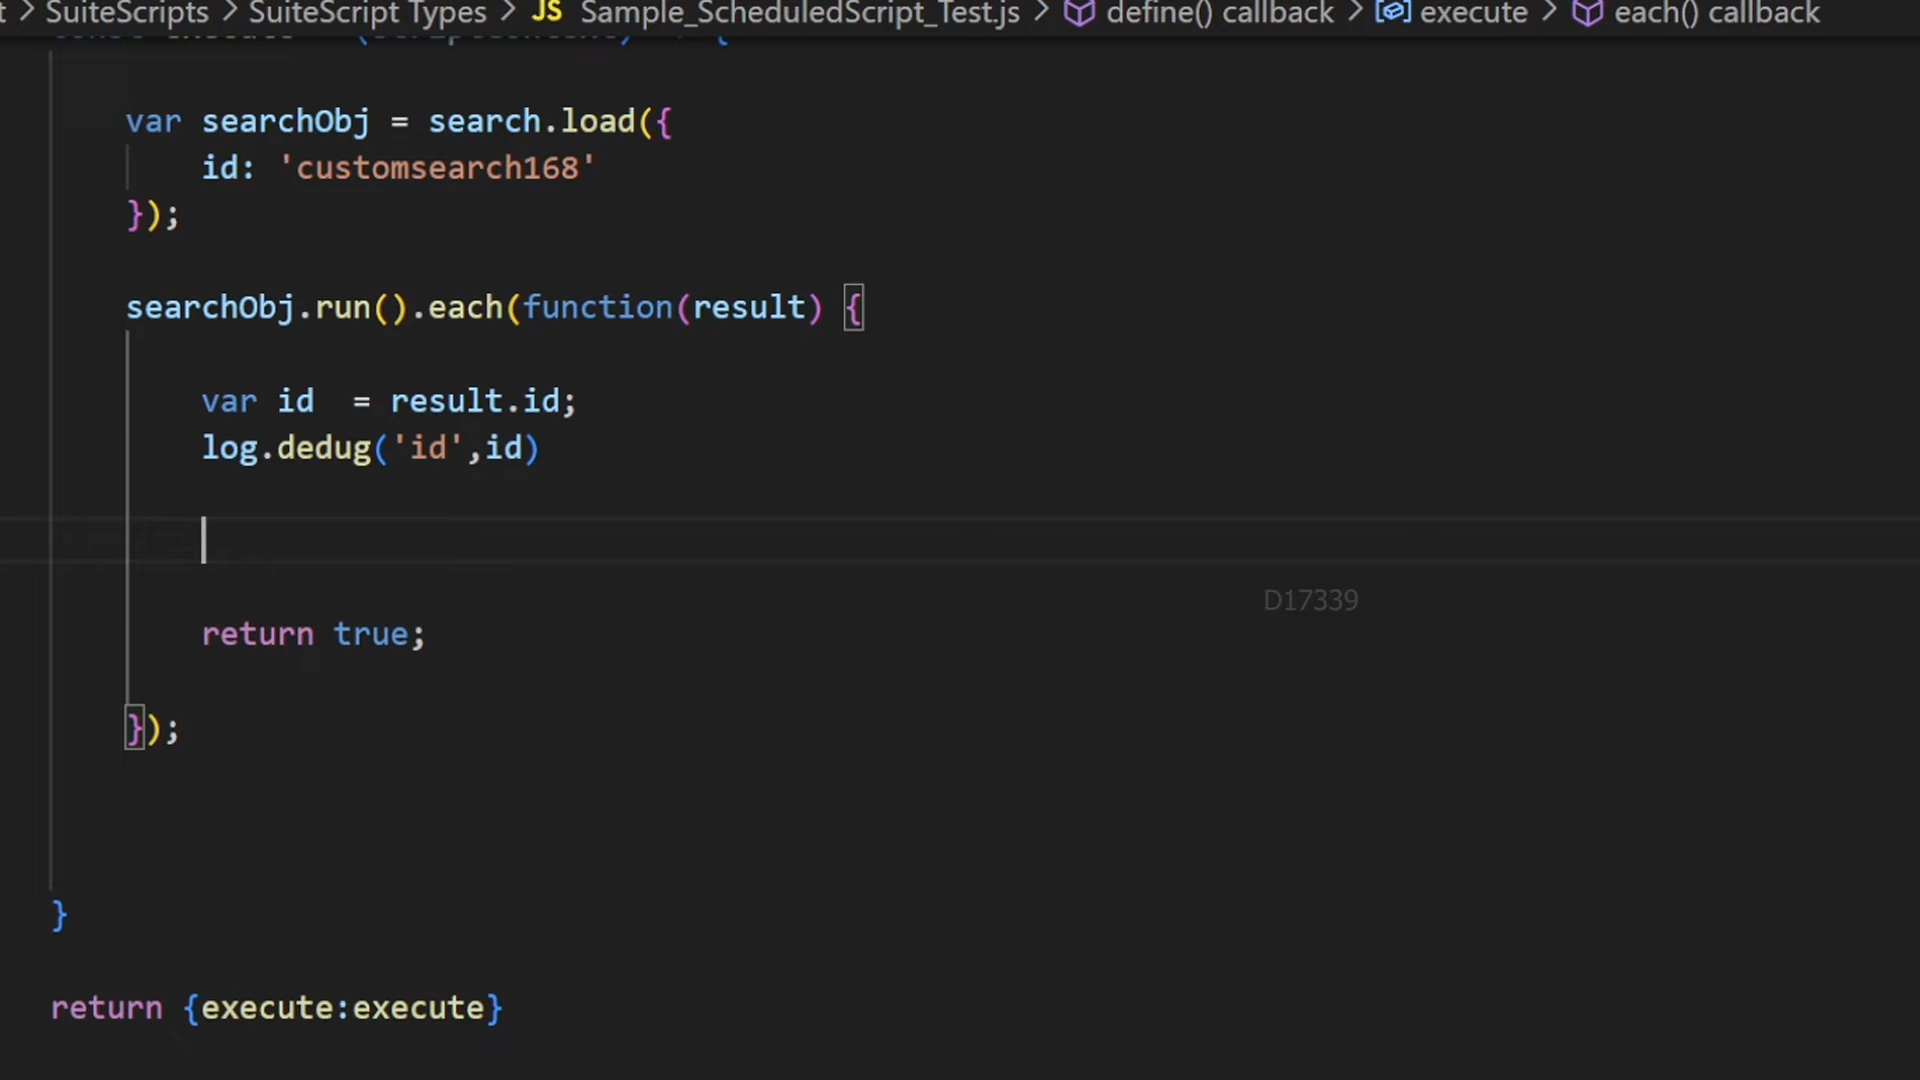 > SuiteScripts > SuiteScript Types > JS Sample_ScheduledScript_Test.js > define() callback > execute > each() callback
var searchObj = search.load({
id: 'customsearch168'
});
searchObj.run().each(function(result) {
var id  = result.id;
log.dedug('id',id)
D17339
return true;
});
}
return {execute:execute}